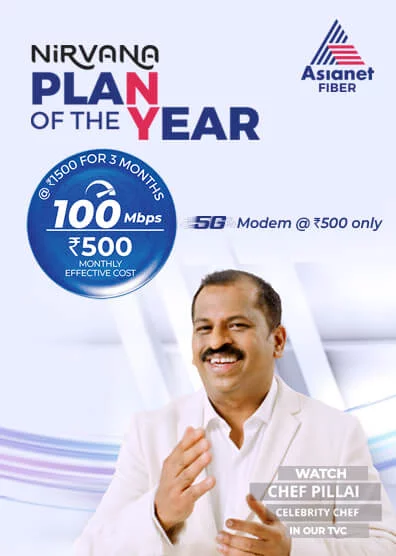 NiRVANA
PLAN
OF THE YEAR
Asianet
FIBER
@ ₹1500 FOR 3 MONTHS
100 Mbps
₹500
MONTHLY
EFFECTIVE COST
5G Modem @ ₹500 only
WATCH
CHEF PILLAI
CELEBRITY CHEF
IN OUR TVC